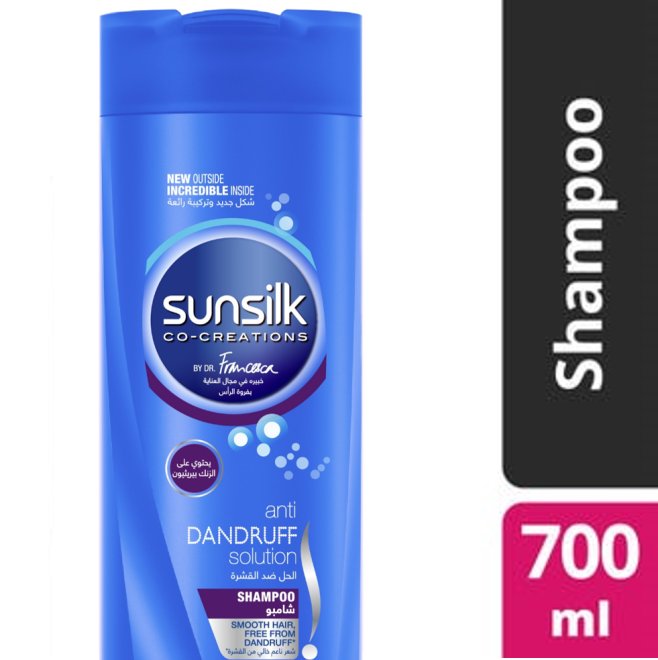 NEW OUTSIDE
INCREDIBLE INSIDE
شكل جديد وتركيبة رائعة
sunsilk
CO-CREATIONS
BY DR. Francesca
خبيره في مجال العناية
بفروة الرأس
يحتوي على
الزنك بيريثيون
anti
DANDRUFF
solution
الحل ضد القشرة
SHAMPOO
شامبو
SMOOTH HAIR,
FREE FROM
DANDRUFF*
شعر ناعم خالي من القشرة*
Shampoo
700
ml